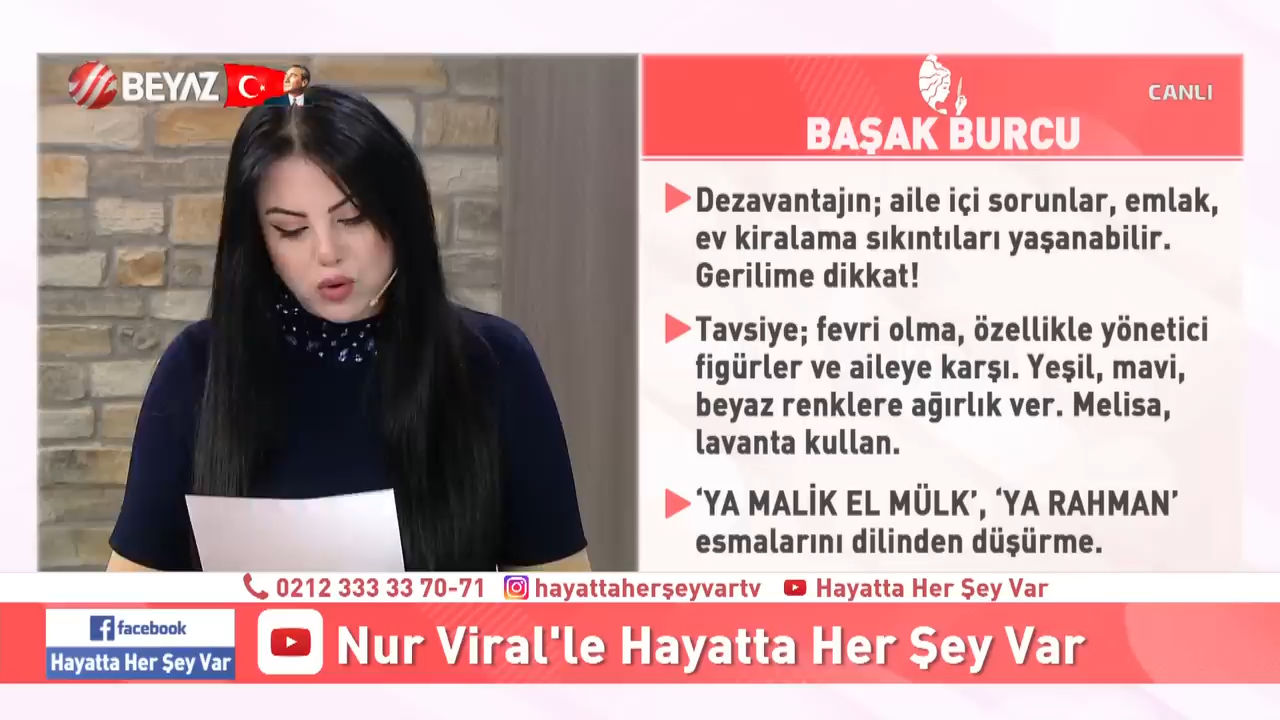 BEYAZ
CANLI
BAŞAK BURCU
Dezavantajın; aile içi sorunlar, emlak,
ev kiralama sıkıntıları yaşanabilir.
Gerilime dikkat!
Tavsiye; fevri olma, özellikle yönetici
figürler ve aileye karşı. Yeşil, mavi,
beyaz renklere ağırlık ver. Melisa,
lavanta kullan.
‘YA MALİK EL MÜLK’, ‘YA RAHMAN’
esmalarını dilinden düşürme.
0212 333 33 70-71 hayattaherşeyvartv Hayatta Her Şey Var
facebook
Hayatta Her Şey Var
Nur Viral'le Hayatta Her Şey Var